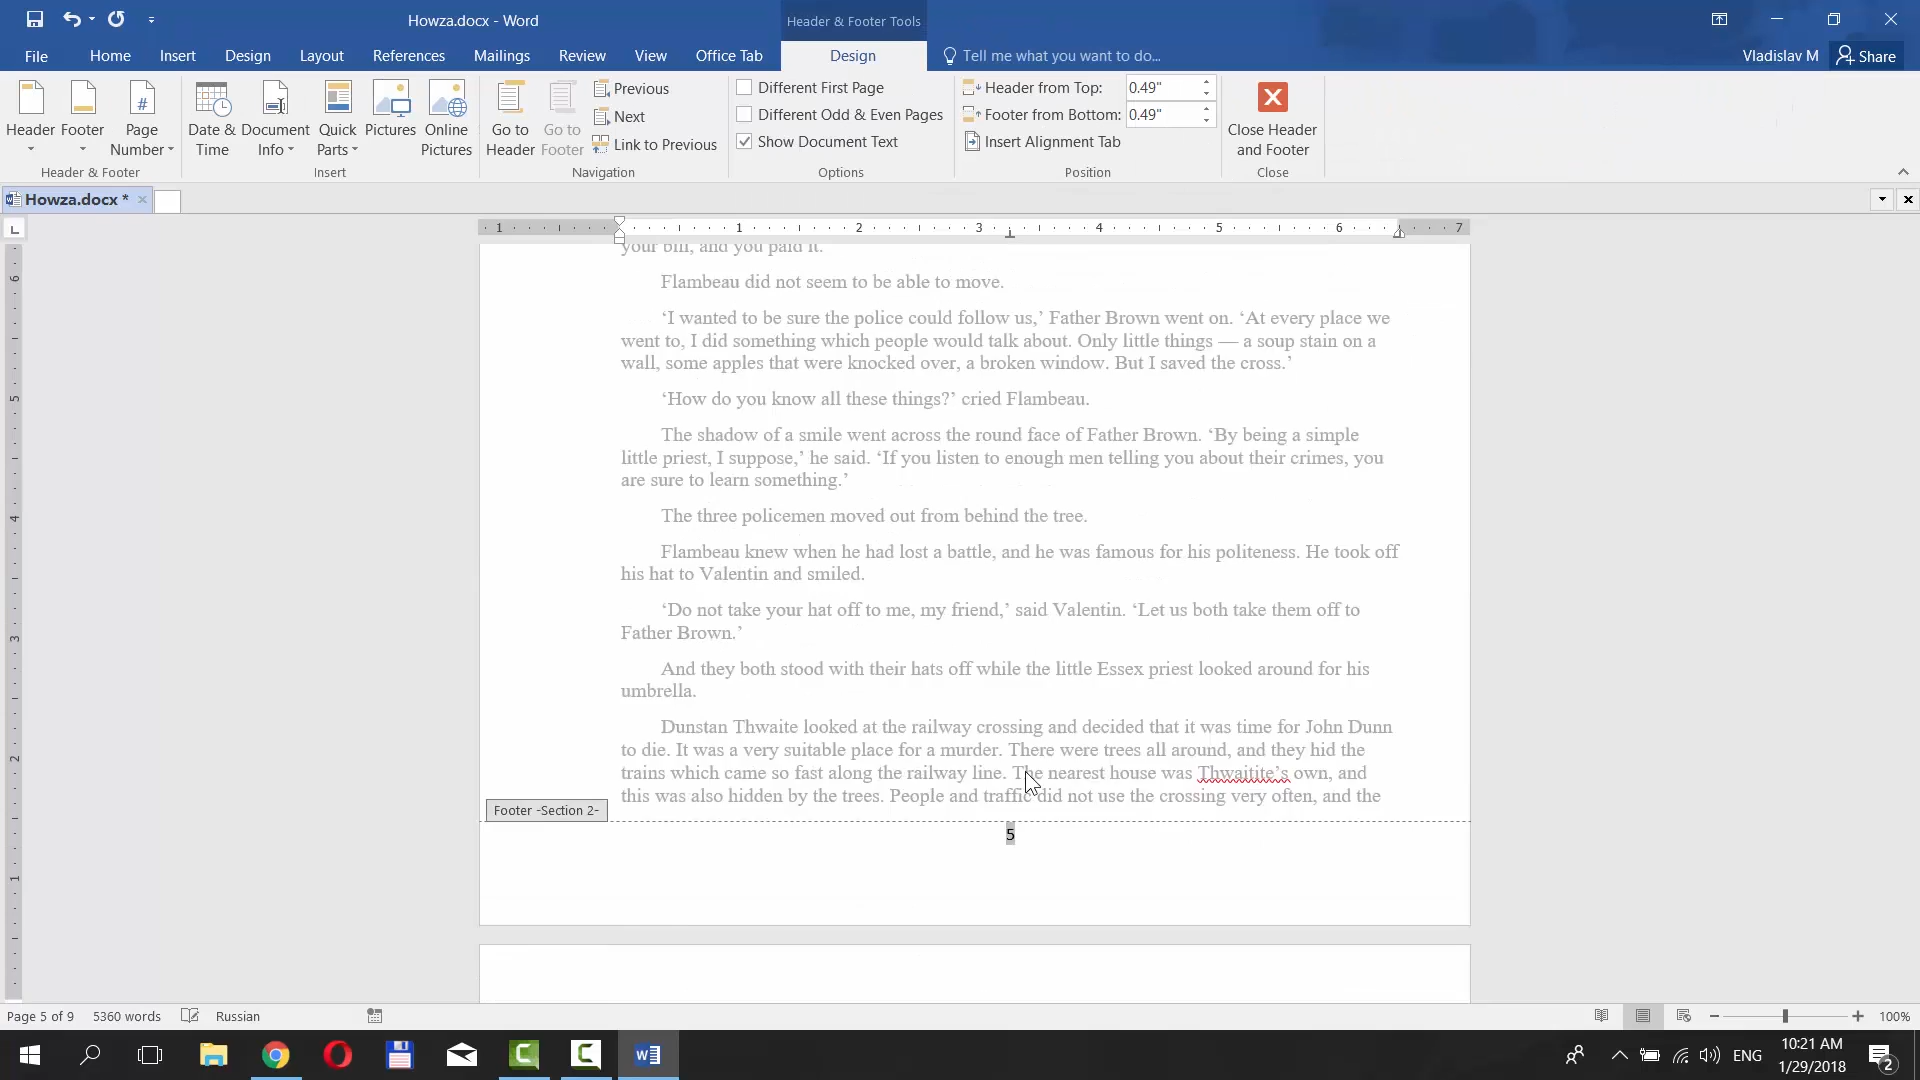 Howza.docx - Word
Header & Footer Tools
File
Home
Insert
Design
Layout
References
Mailings
Review
View
Office Tab
Design
Tell me what you want to do...
Vladislav M
Share
Header
Footer
Page
Number
Header & Footer
Date &
Time
Document
Info
Quick
Parts
Pictures
Online
Pictures
Insert
Go to
Header
Go to
Footer
Previous
Next
Link to Previous
Navigation
Different First Page
Different Odd & Even Pages
Show Document Text
Options
Header from Top: 0.49"
Footer from Bottom: 0.49"
Insert Alignment Tab
Position
Close Header
and Footer
Close
Howza.docx *
L
1 1 2 3 4 5 6 7
6
5
4
3
2
1
your bill, and you paid it.
Flambeau did not seem to be able to move.
‘I wanted to be sure the police could follow us,’ Father Brown went on. ‘At every place we
went to, I did something which people would talk about. Only little things — a soup stain on a
wall, some apples that were knocked over, a broken window. But I saved the cross.’
‘How do you know all these things?’ cried Flambeau.
The shadow of a smile went across the round face of Father Brown. ‘By being a simple
little priest, I suppose,’ he said. ‘If you listen to enough men telling you about their crimes, you
are sure to learn something.’
The three policemen moved out from behind the tree.
Flambeau knew when he had lost a battle, and he was famous for his politeness. He took off
his hat to Valentin and smiled.
‘Do not take your hat off to me, my friend,’ said Valentin. ‘Let us both take them off to
Father Brown.’
And they both stood with their hats off while the little Essex priest looked around for his
umbrella.
Dunstan Thwaite looked at the railway crossing and decided that it was time for John Dunn
to die. It was a very suitable place for a murder. There were trees all around, and they hid the
trains which came so fast along the railway line. The nearest house was Thwaitite’s own, and
this was also hidden by the trees. People and traffic did not use the crossing very often, and the
Footer -Section 2-
5
Page 5 of 9
5360 words
Russian
100%
ENG
10:21 AM
1/29/2018
2